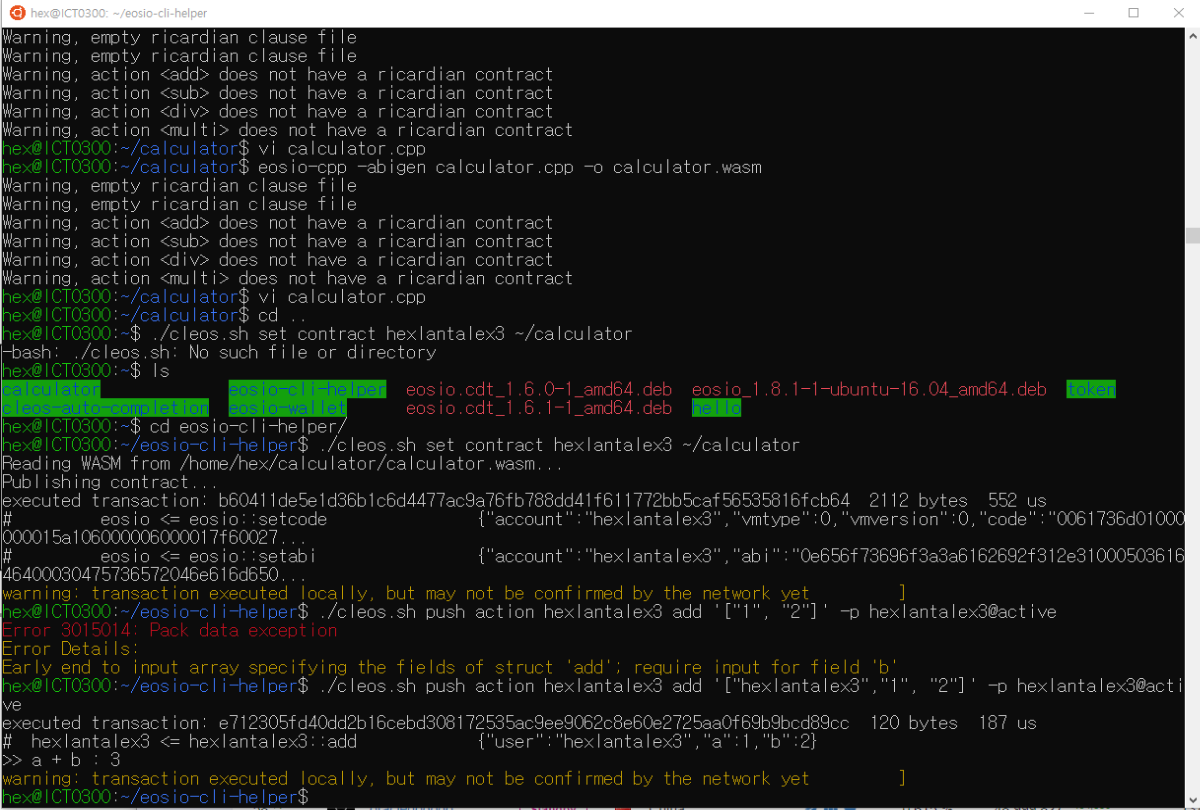 hex@ICT0300: ~/eosio-cli-helper
Warning, empty ricardian clause file
Warning, empty ricardian clause file
Warning, action <add> does not have a ricardian contract
Warning, action <sub> does not have a ricardian contract
Warning, action <div> does not have a ricardian contract
Warning, action <multi> does not have a ricardian contract
hex@ICT0300:~/calculator$ vi calculator.cpp
hex@ICT0300:~/calculator$ eosio-cpp -abigen calculator.cpp -o calculator.wasm
Warning, empty ricardian clause file
Warning, empty ricardian clause file
Warning, action <add> does not have a ricardian contract
Warning, action <sub> does not have a ricardian contract
Warning, action <div> does not have a ricardian contract
Warning, action <multi> does not have a ricardian contract
hex@ICT0300:~/calculator$ vi calculator.cpp
hex@ICT0300:~/calculator$ cd ..
hex@ICT0300:~$ ./cleos.sh set contract hexlantalex3 ~/calculator
-bash: ./cleos.sh: No such file or directory
hex@ICT0300:~$ ls
calculator eosio-cli-helper eosio.cdt_1.6.0-1_amd64.deb eosio_1.8.1-1-ubuntu-16.04_amd64.deb token
cleos-auto-completion eosio-wallet eosio.cdt_1.6.1-1_amd64.deb hello
hex@ICT0300:~$ cd eosio-cli-helper/
hex@ICT0300:~/eosio-cli-helper$ ./cleos.sh set contract hexlantalex3 ~/calculator
Reading WASM from /home/hex/calculator/calculator.wasm...
Publishing contract...
executed transaction: b60411de5e1d36b1c6d4477ac9a76fb788dd41f611772bb5caf56535816fcb64 2112 bytes 552 us
# eosio <= eosio::setcode {"account":"hexlantalex3","vmtype":0,"vmversion":0,"code":"0061736d01000
000015a1060000006000017f60027...
# eosio <= eosio::setabi {"account":"hexlantalex3","abi":"0e656f73696f3a3a6162692f312e31000503616
46400030475736572046e616d650...
warning: transaction executed locally, but may not be confirmed by the network yet ]
hex@ICT0300:~/eosio-cli-helper$ ./cleos.sh push action hexlantalex3 add '["1", "2"]' -p hexlantalex3@active
Error 3015014: Pack data exception
Error Details:
Early end to input array specifying the fields of struct 'add'; require input for field 'b'
hex@ICT0300:~/eosio-cli-helper$ ./cleos.sh push action hexlantalex3 add '["hexlantalex3","1", "2"]' -p hexlantalex3@acti
ve
executed transaction: e712305fd40dd2b16cebd308172535ac9ee9062c8e60e2725aa0f69b9bcd89cc 120 bytes 187 us
# hexlantalex3 <= hexlantalex3::add {"user":"hexlantalex3","a":1,"b":2}
>> a + b : 3
warning: transaction executed locally, but may not be confirmed by the network yet ]
hex@ICT0300:~/eosio-cli-helper$